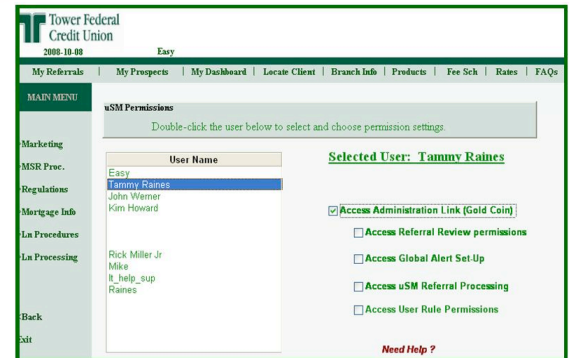 Tower Federal
Credit Union
2008-10-08 Easy
My Referrals | My Prospects | My Dashboard | Locate Client | Branch Info | Products | Fee Sch | Rates | FAQs
MAIN MENU
uSM Permissions
Double-click the user below to select and choose permission settings.
Marketing
MSR Proc.
Regulations
Mortgage Info
Ln Procedures
Ln Processing
Back
Exit
User Name
Easy
Tammy Raines
John Werner
Kim Howard
Rick Miller Jr
Mike
It_help_sup
Raines
Selected User: Tammy Raines
Access Administration Link (Gold Coin)
Access Referral Review permissions
Access Global Alert Set-Up
Access uSM Referral Processing
Access User Rule Permissions
Need Help ?